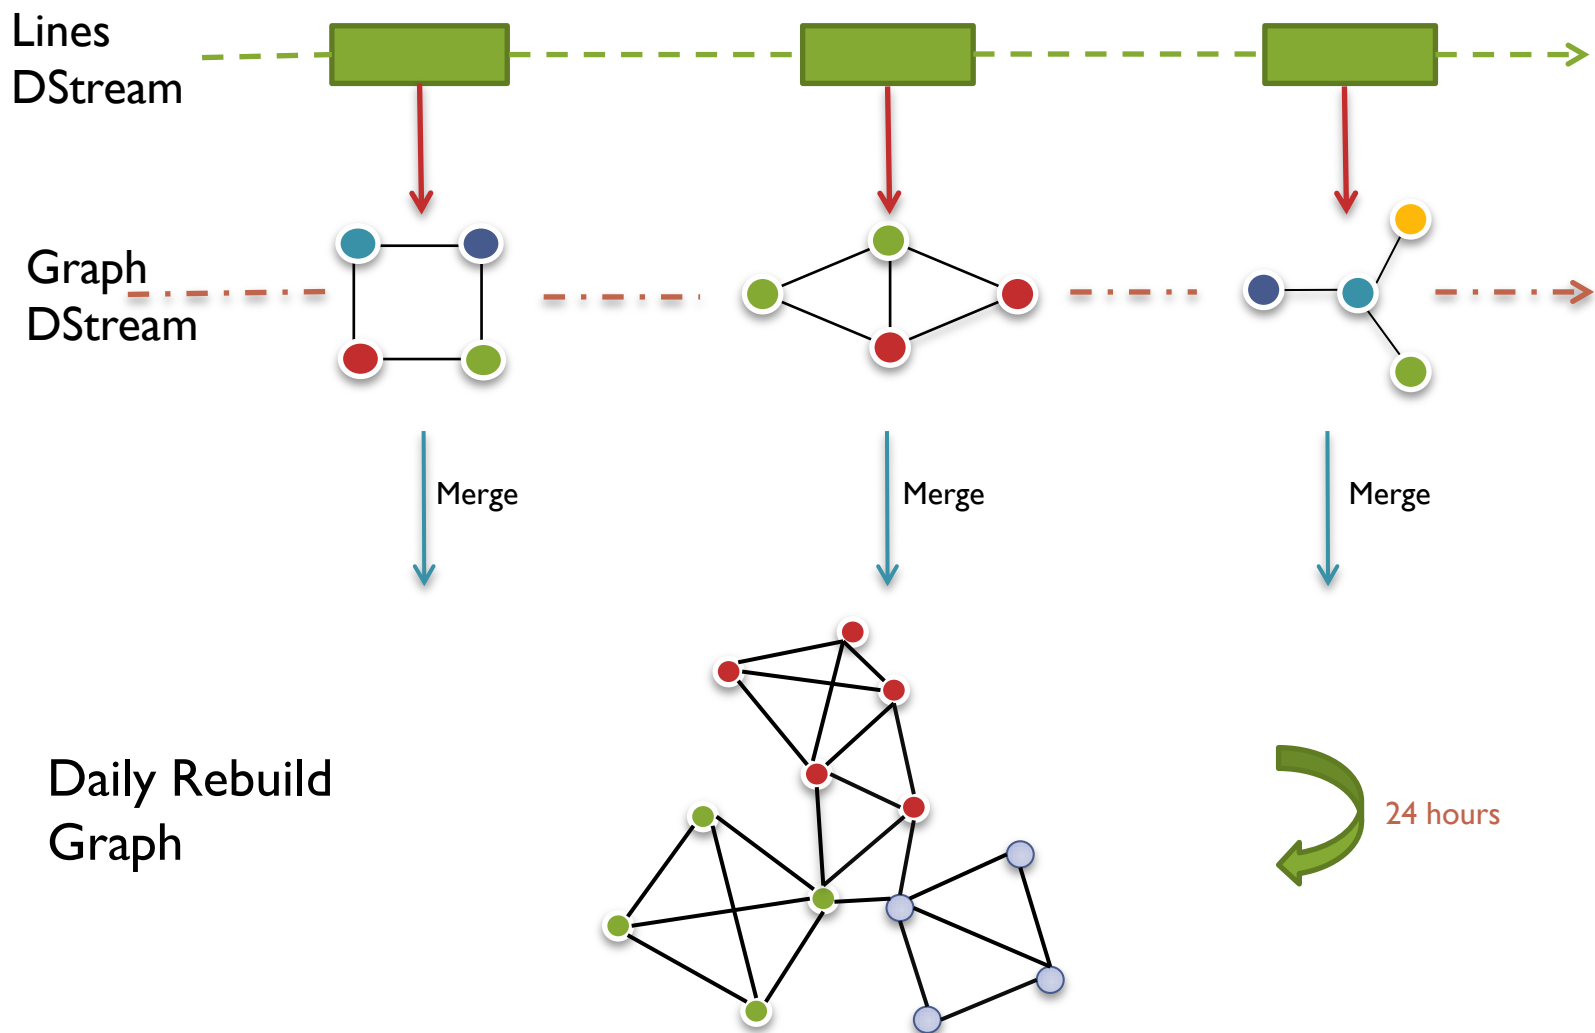 Lines
DStream
Graph
DStream
Merge
Merge
Merge
Daily Rebuild
Graph
24 hours